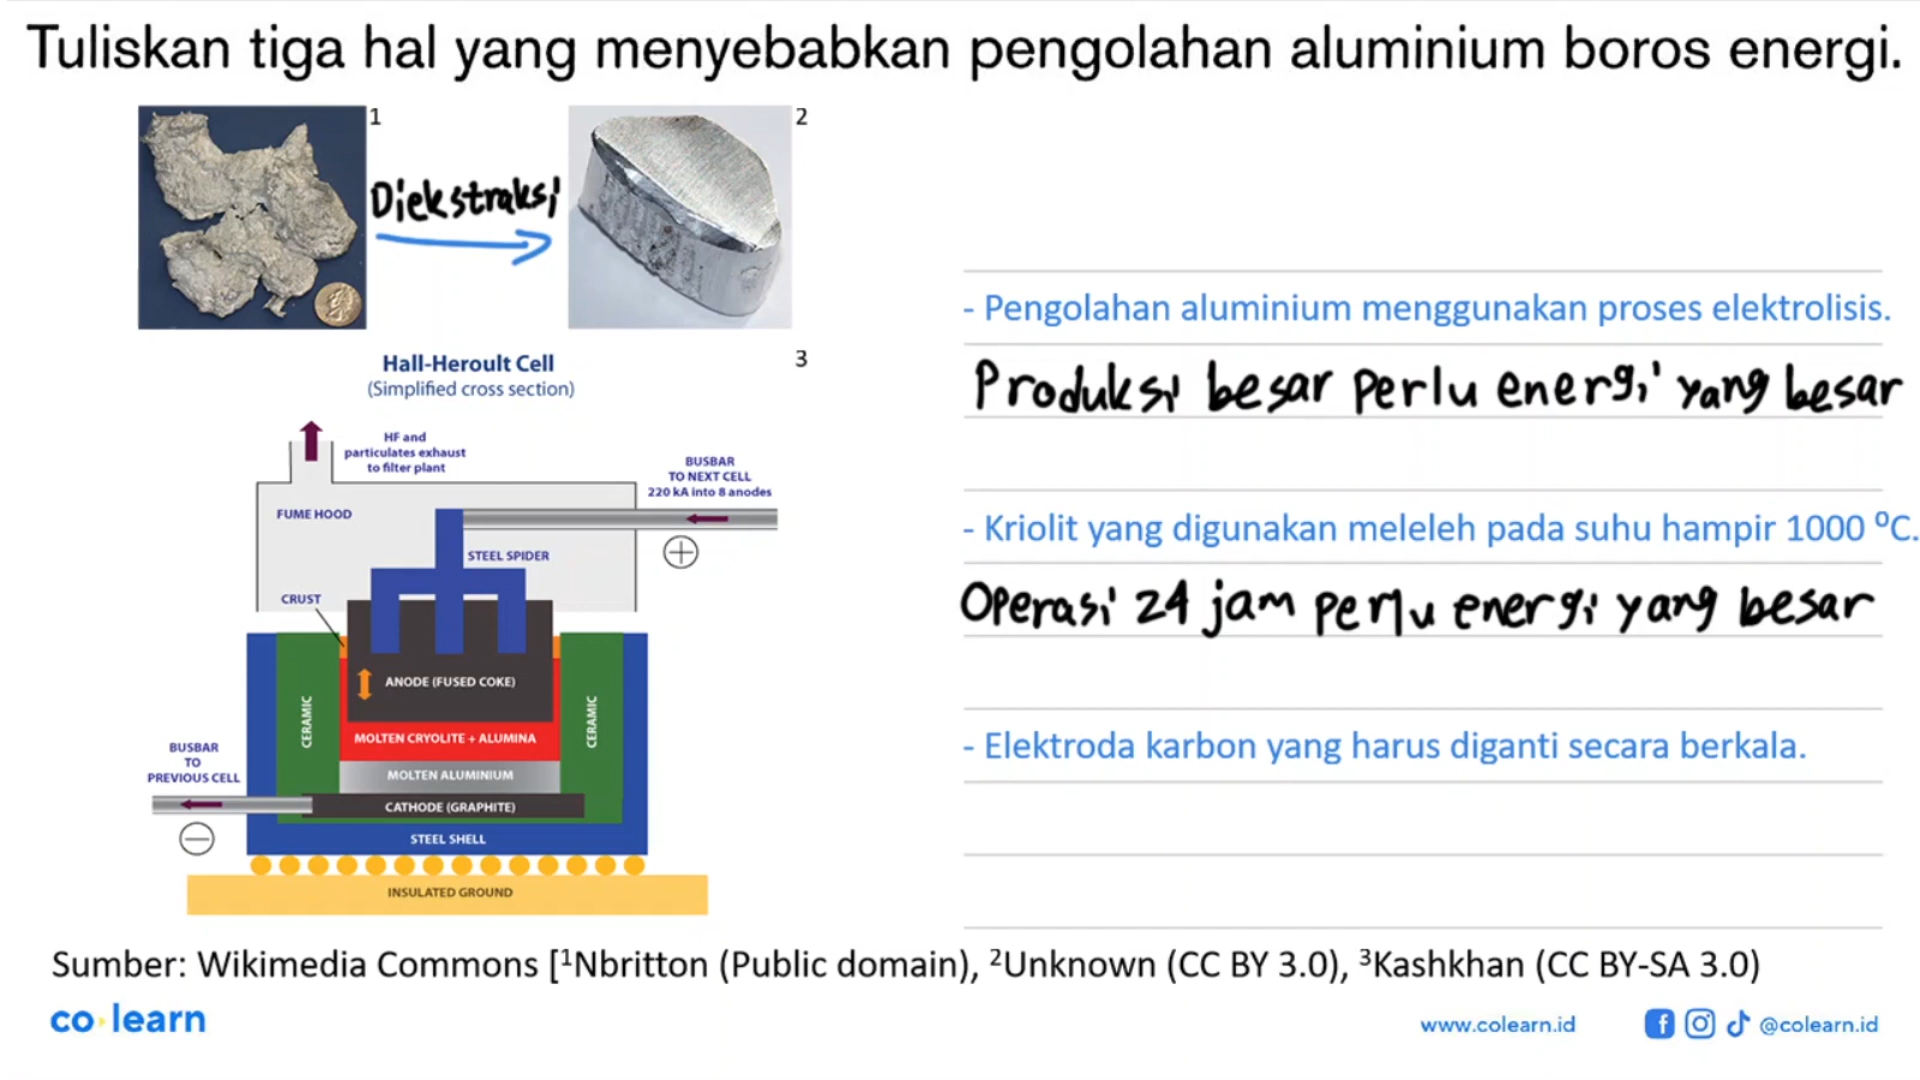 Tuliskan tiga hal yang menyebabkan pengolahan aluminium boros energi.
1
Diekstraksi
2
Hall-Heroult Cell
(Simplified cross section)
3
HF and
particulates exhaust
to filter plant
BUSBAR
TO NEXT CELL
220 kA into 8 anodes
FUME HOOD
+
STEEL SPIDER
CRUST
ANODE (FUSED COKE)
CERAMIC
CERAMIC
MOLTEN CRYOLITE + ALUMINA
BUSBAR
TO
PREVIOUS CELL
MOLTEN ALUMINIUM
CATHODE (GRAPHITE)
−
STEEL SHELL
INSULATED GROUND
- Pengolahan aluminium menggunakan proses elektrolisis.
Produksi besar perlu energi yang besar
- Kriolit yang digunakan meleleh pada suhu hampir 1000 ⁰C.
Operasi 24 jam perlu energi yang besar
- Elektroda karbon yang harus diganti secara berkala.
Sumber: Wikimedia Commons [¹Nbritton (Public domain), ²Unknown (CC BY 3.0), ³Kashkhan (CC BY-SA 3.0)
co learn
www.colearn.id
@colearn.id